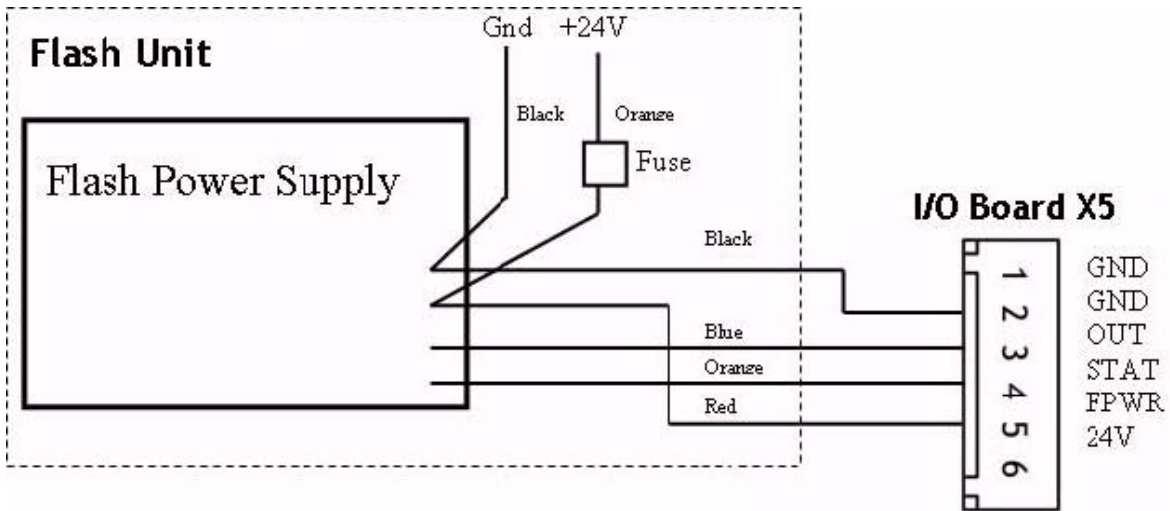 Gnd +24V
Flash Unit
Black Orange
Flash Power Supply
Fuse
I/O Board X5
Black
1 GND
2 GND
Blue
3 OUT
Orange
4 STAT
Red
5 FPWR
6 24V